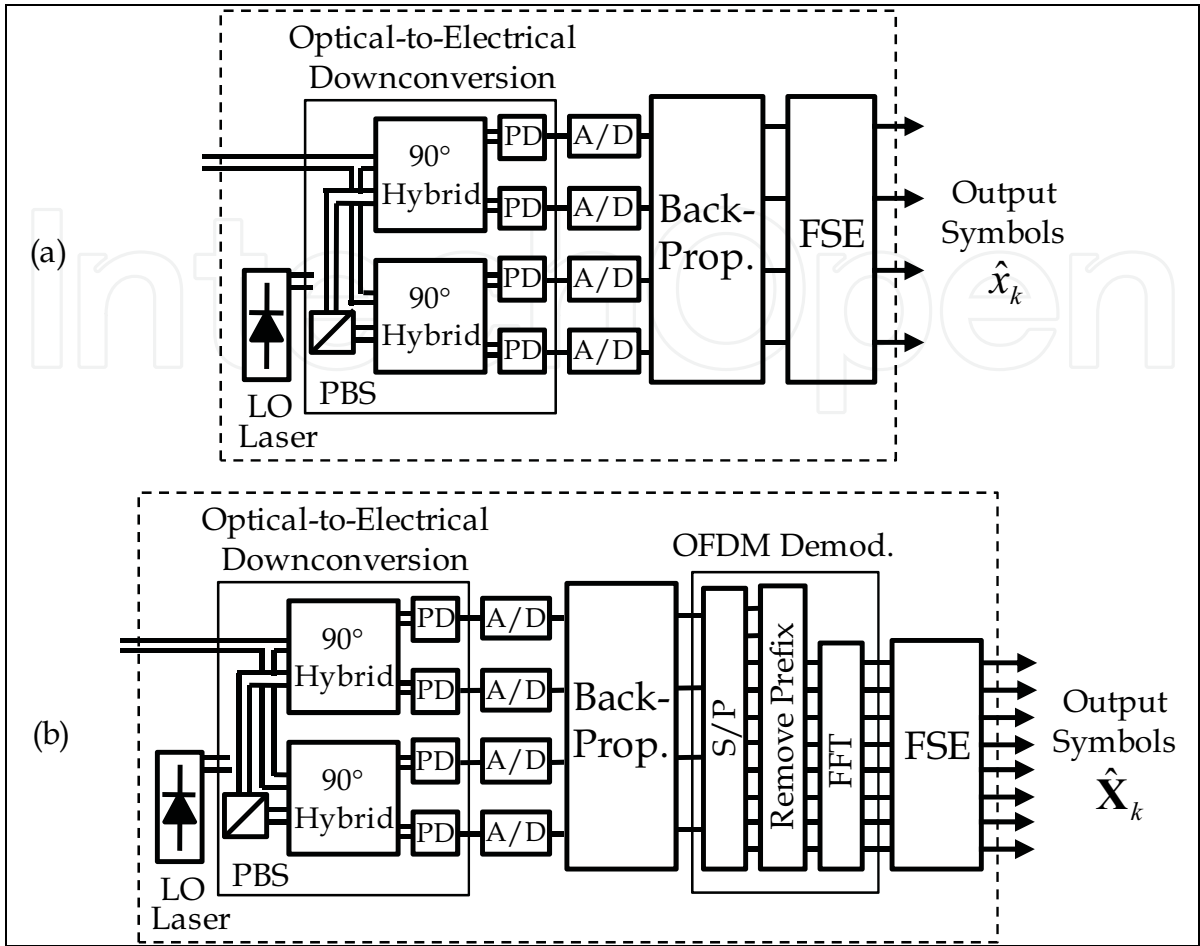 (a)
Optical-to-Electrical
Downconversion
90°
Hybrid
90°
Hybrid
PD
PD
PD
PD
A/D
A/D
A/D
A/D
Back-
Prop.
FSE
Output
Symbols
x̂k
PBS
LO
Laser
IntechOpen
(b)
Optical-to-Electrical
Downconversion
90°
Hybrid
90°
Hybrid
PD
PD
PD
PD
A/D
A/D
A/D
A/D
Back-
Prop.
OFDM Demod.
S/P
Remove Prefix
FFT
FSE
Output
Symbols
X̂k
PBS
LO
Laser